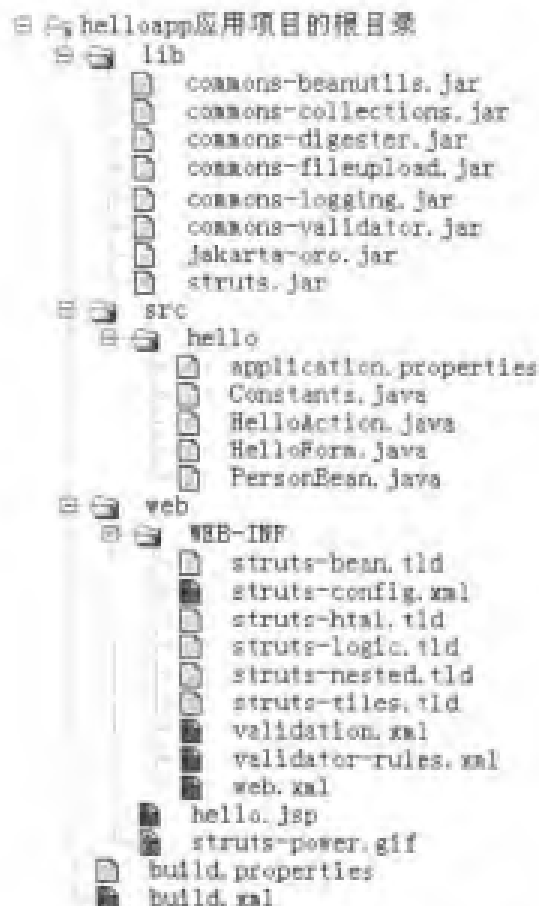 helloapp应用项目的根目录
lib
commons-beanutils.jar
commons-collections.jar
commons-digester.jar
commons-fileupload.jar
commons-logging.jar
commons-validator.jar
jakarta-oro.jar
struts.jar
src
hello
application.properties
Constants.java
HelloAction.java
HelloForm.java
PersonBean.java
web
WEB-INF
struts-bean.tld
struts-config.xml
struts-html.tld
struts-logic.tld
struts-nested.tld
struts-tiles.tld
validation.xml
validator-rules.xml
web.xml
hello.jsp
struts-power.gif
build.properties
build.xml